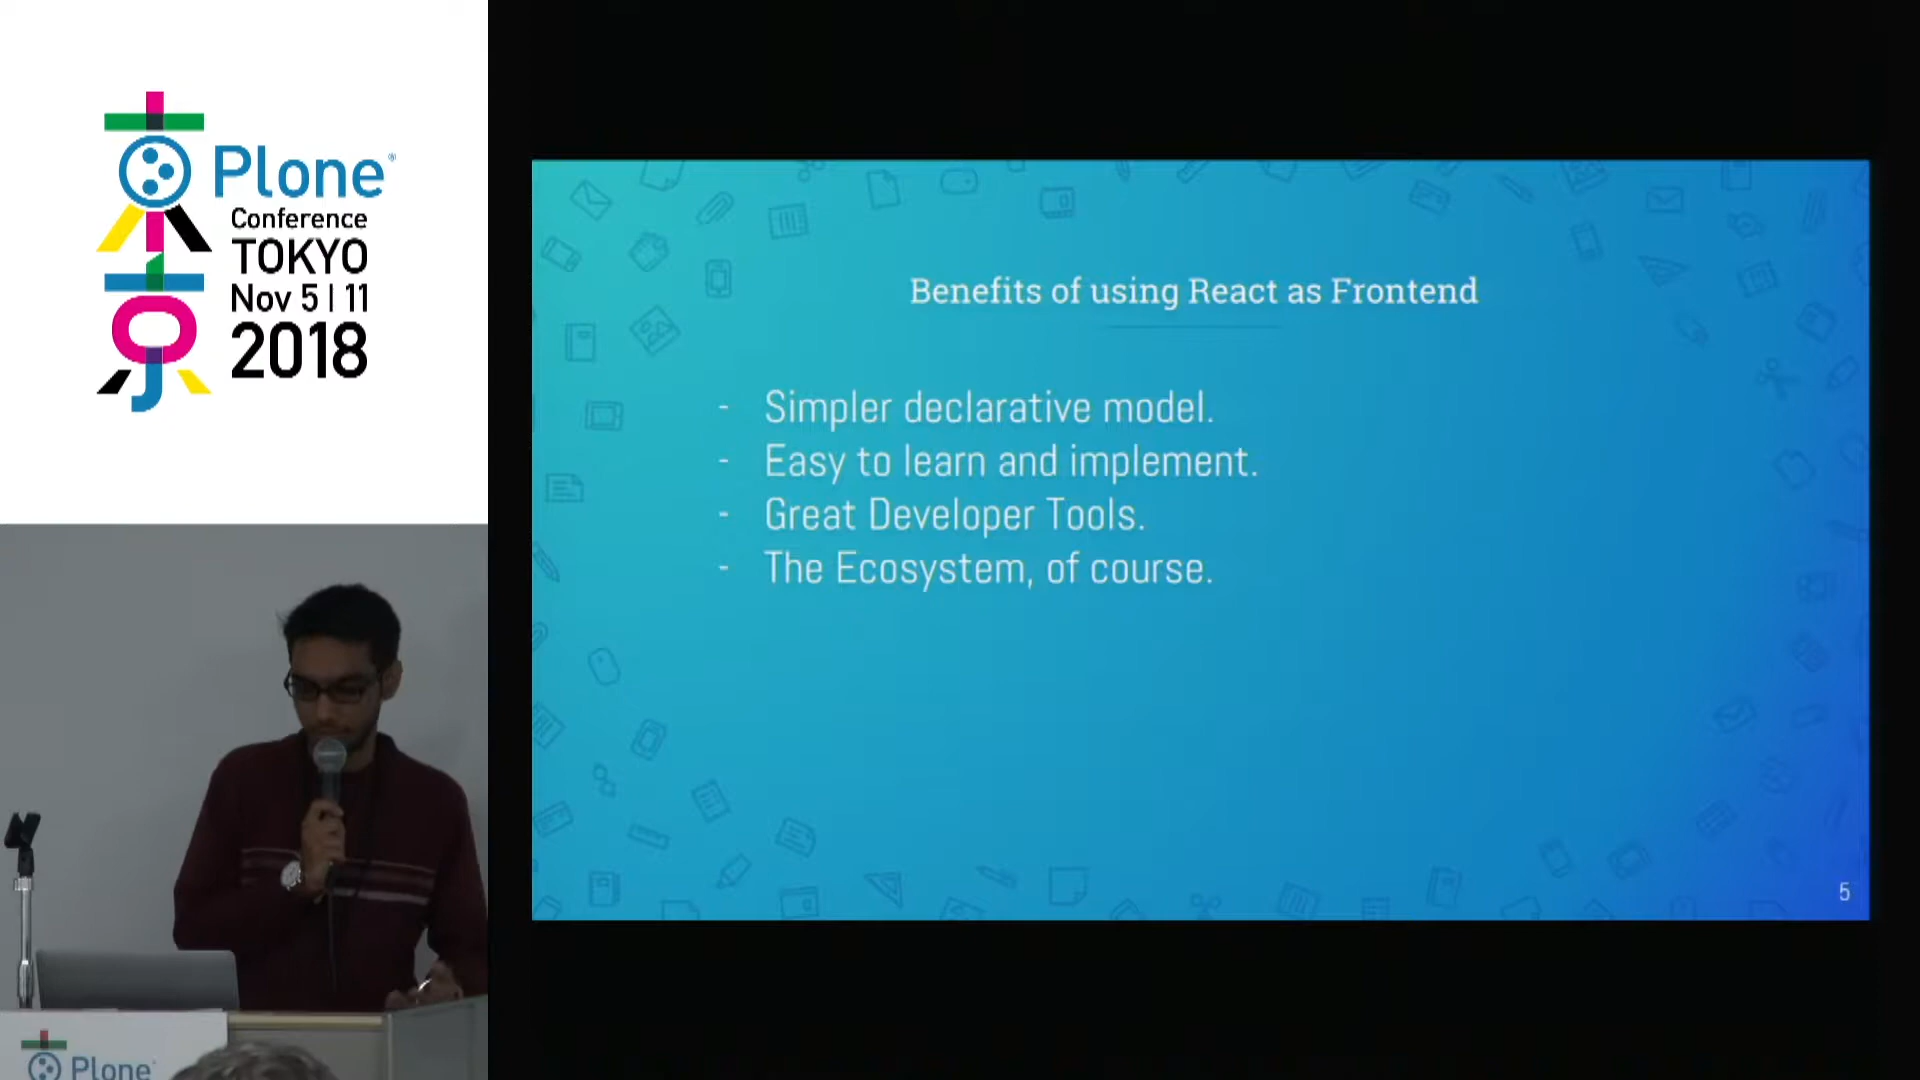 Plone
Conference
TOKYO
Nov 5 | 11
2018
Benefits of using React as Frontend
- Simpler declarative model.
- Easy to learn and implement.
- Great Developer Tools.
- The Ecosystem, of course.
5
Plone